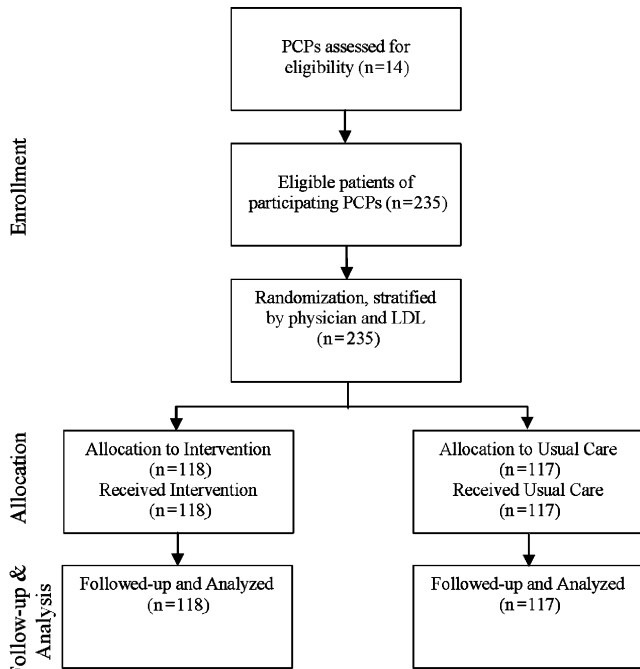 PCPs assessed for
eligibility (n=14)
Enrollment
Eligible patients of
participating PCPs (n=235)
Randomization, stratified
by physician and LDL
(n=235)
Allocation
Allocation to Intervention
(n=118)
Received Intervention
(n=118)
Allocation to Usual Care
(n=117)
Received Usual Care
(n=117)
Follow-up &
Analysis
Followed-up and Analyzed
(n=118)
Followed-up and Analyzed
(n=117)